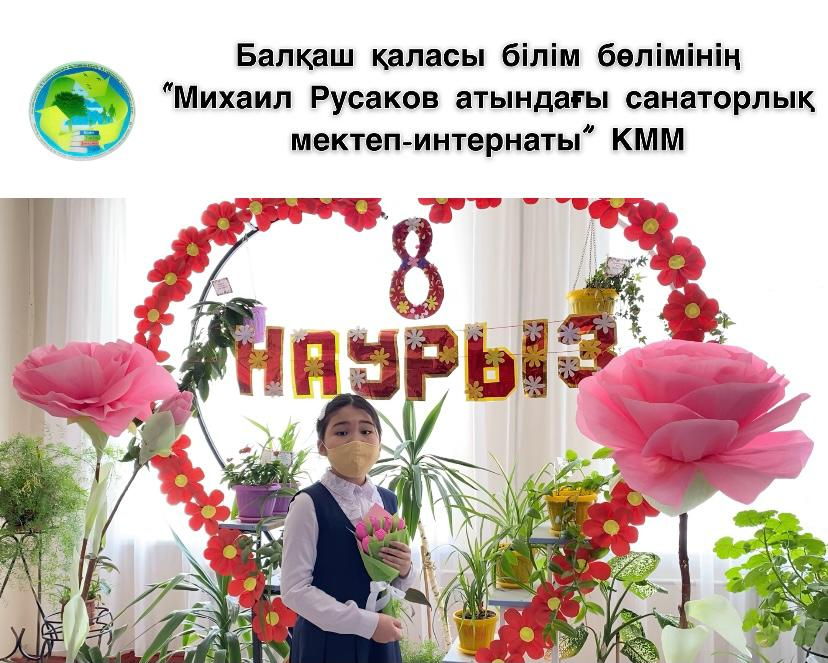 Балқаш қаласы білім бөлімінің
"Михаил Русаков атындағы санаторлық
мектеп-интернаты" КММ
8
НАУРЫЗ